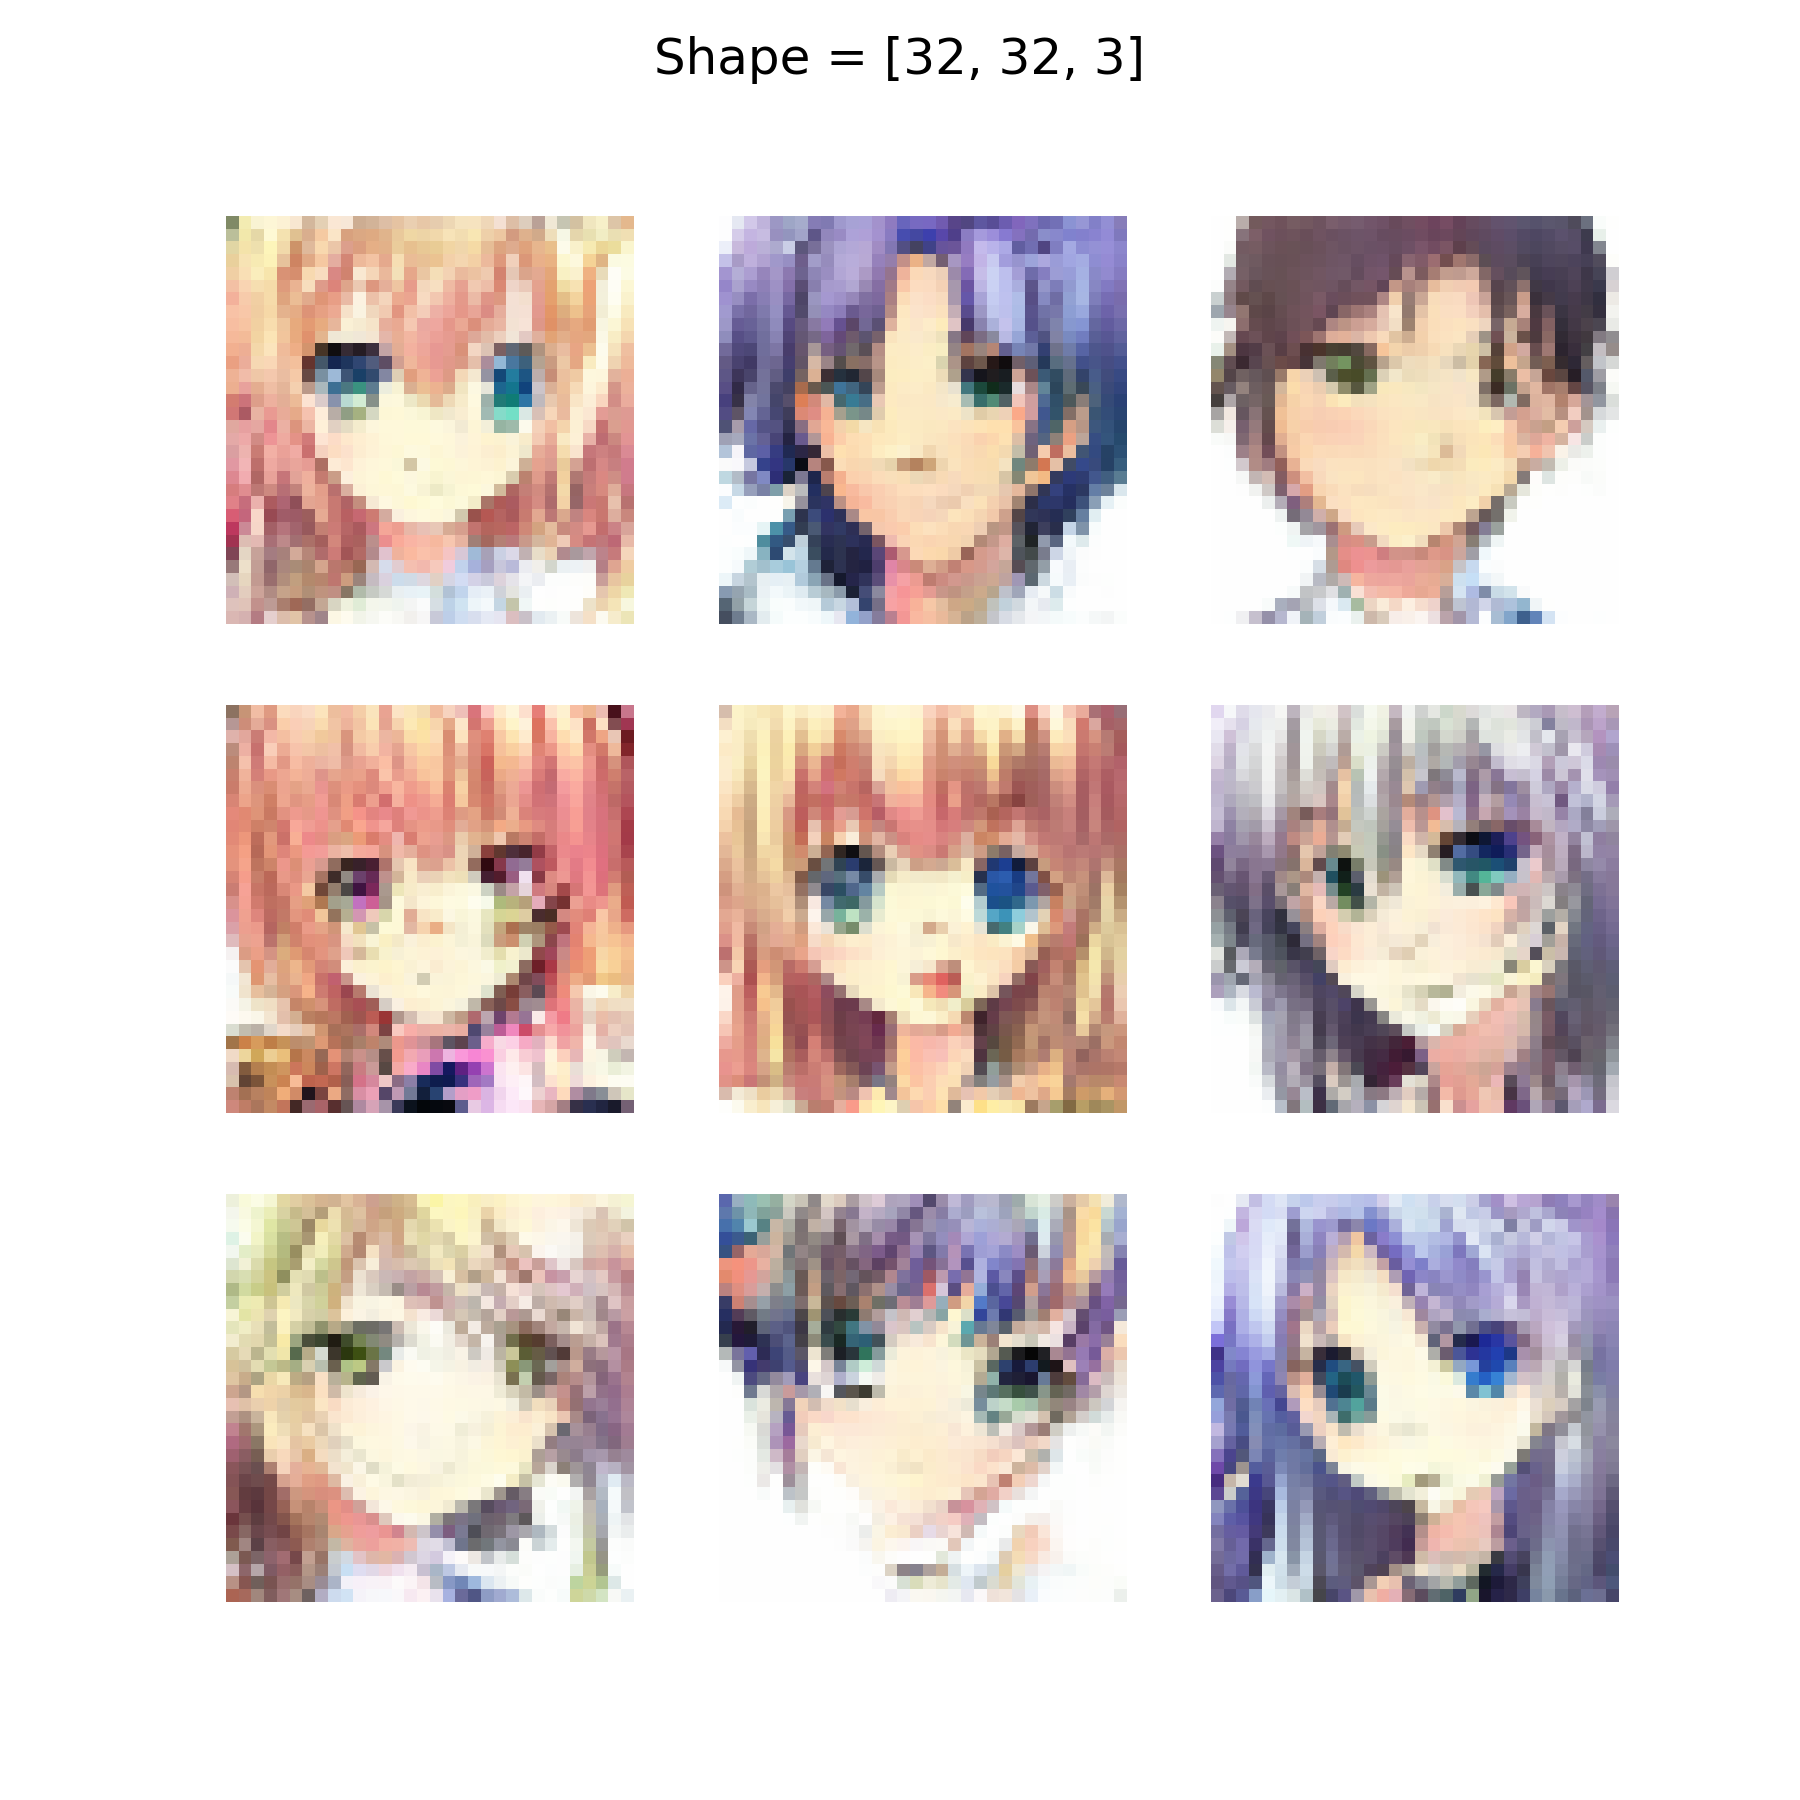 Shape = [32, 32, 3]